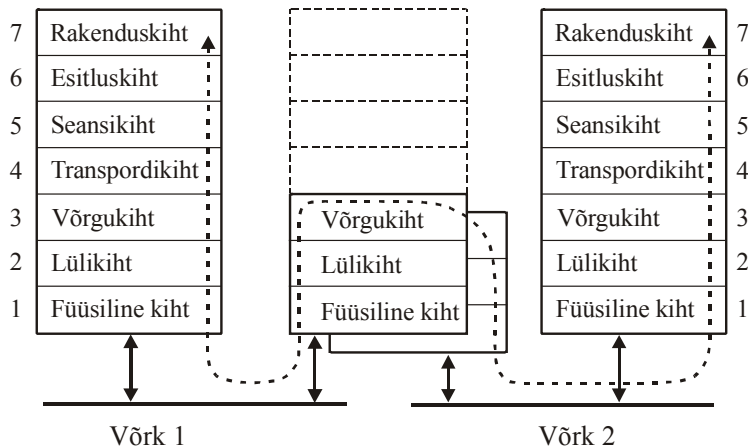 7 Rakenduskiht
6 Esitluskiht
5 Seansikiht
4 Transpordikiht
3 Võrgukiht
2 Lülikiht
1 Füüsiline kiht
Võrgukiht
Lülikiht
Füüsiline kiht
Rakenduskiht 7
Esitluskiht 6
Seansikiht 5
Transpordikiht 4
Võrgukiht 3
Lülikiht 2
Füüsiline kiht 1
Võrk 1
Võrk 2